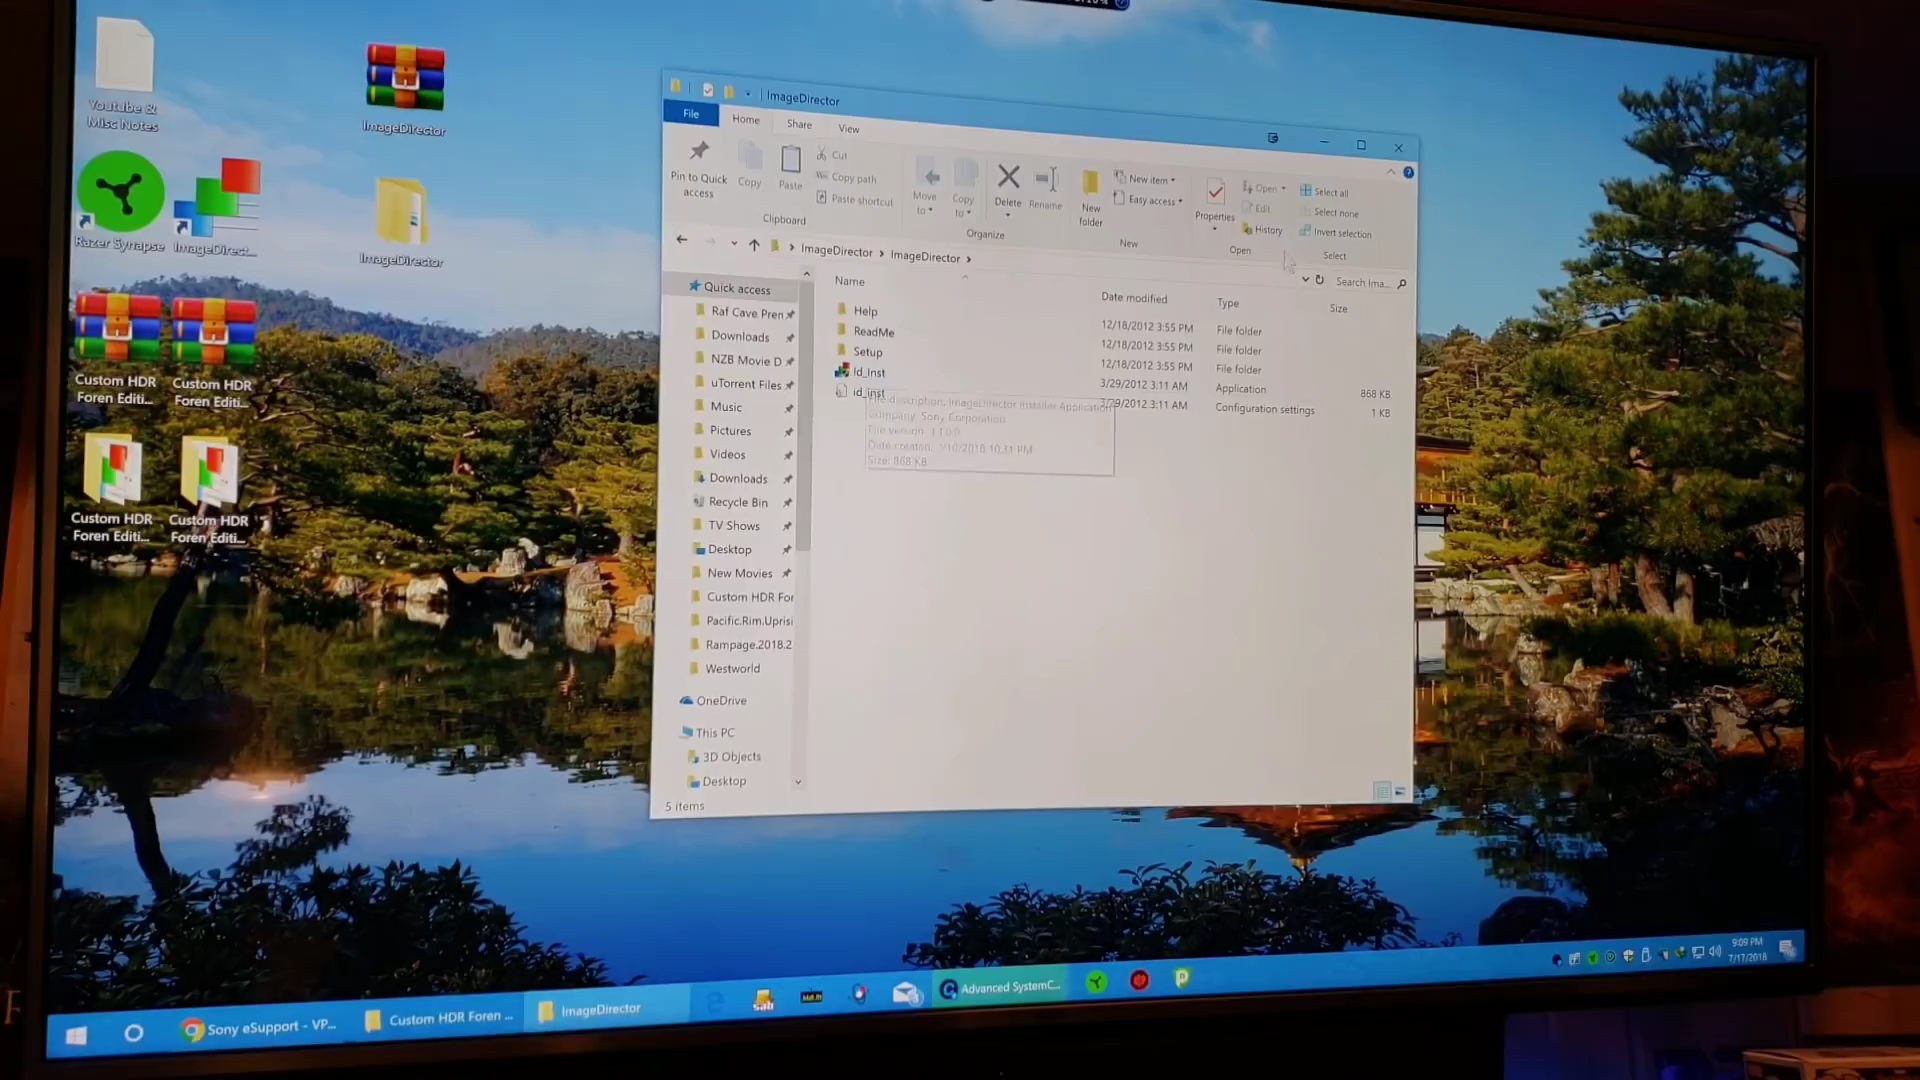 Youtube &
Misc Notes
ImageDirector
Razer Synapse
ImageDirect...
ImageDirector
Custom HDR
Foren Editi...
Custom HDR
Foren Editi...
Custom HDR
Foren Editi...
Custom HDR
Foren Editi...
ImageDirector
File
Home
Share
View
Pin to Quick
access
Copy
Paste
Cut
Copy path
Paste shortcut
Clipboard
Move
to
Copy
to
Delete
Rename
Organize
New
folder
New item
Easy access
New
Properties
Open
Edit
History
Open
Select all
Select none
Invert selection
Select
ImageDirector
ImageDirector
Search Ima...
Name
Date modified
Type
Size
Help
12/18/2012 3:55 PM
File folder
ReadMe
12/18/2012 3:55 PM
File folder
Setup
12/18/2012 3:55 PM
File folder
Id_Inst
3/29/2012 3:11 AM
Application
868 KB
id_inst
3/29/2012 3:11 AM
Configuration settings
1 KB
File description: ImageDirector Installer Application
Company: Sony Corporation
File version: 1.1.0.0
Date created: 7/10/2018 10:31 PM
Size: 868 KB
Quick access
Raf Cave Pren
Downloads
NZB Movie D
uTorrent Files
Music
Pictures
Videos
Downloads
Recycle Bin
TV Shows
Desktop
New Movies
Custom HDR For
Pacific.Rim.Uprisi
Rampage.2018.2
Westworld
OneDrive
This PC
3D Objects
Desktop
5 items
Sony eSupport - VP...
Custom HDR Foren ...
ImageDirector
sab
Advanced SystemC...
9:09 PM
7/17/2018